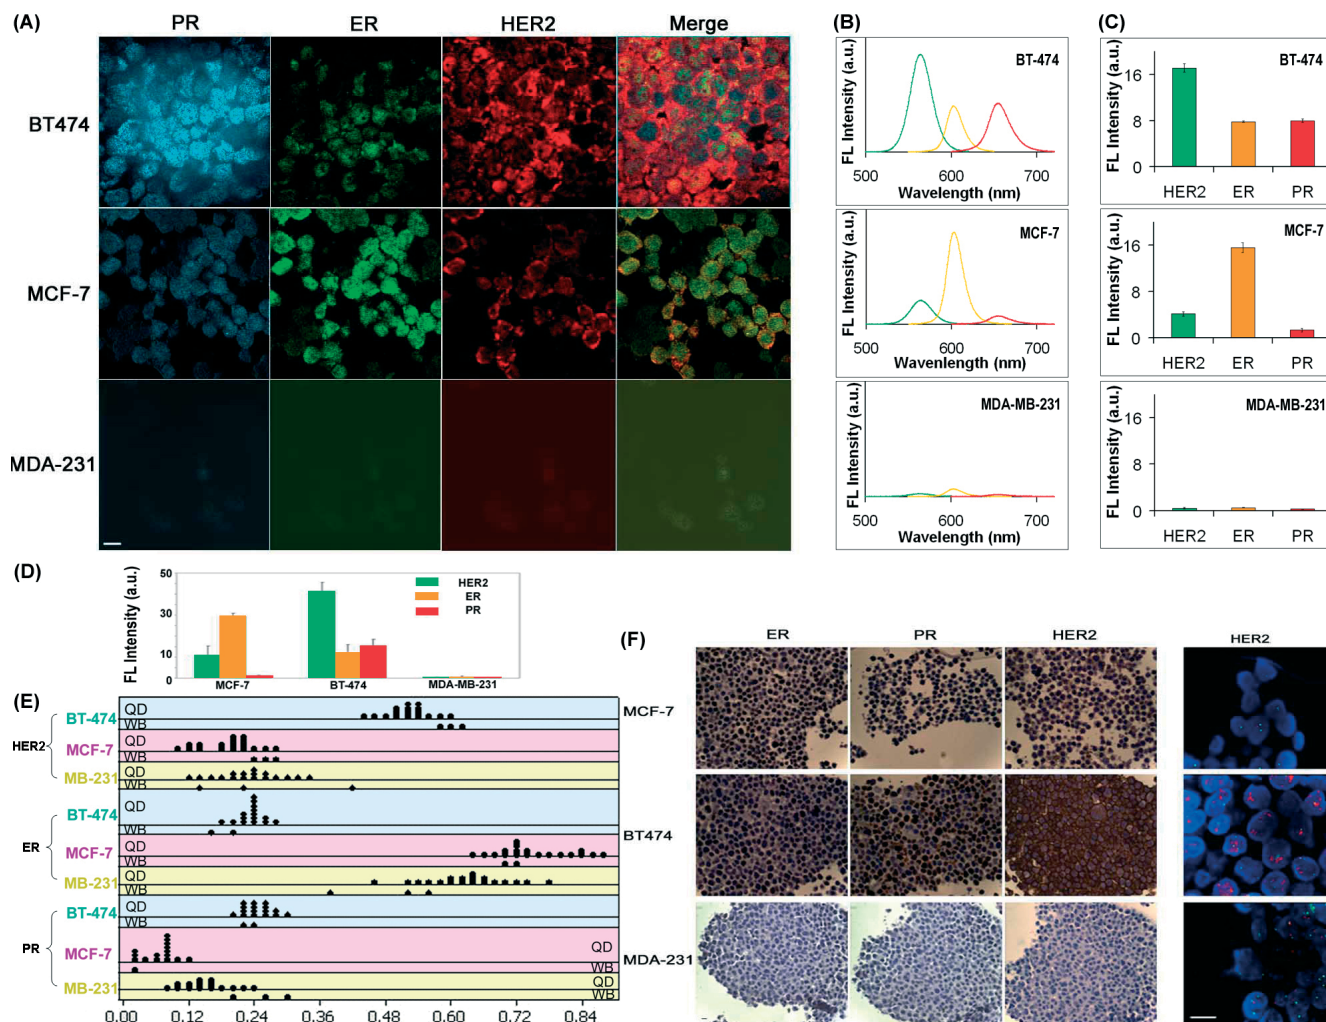 (A)
PR ER HER2 Merge
BT474
MCF-7
MDA-231
(B)
FL Intensity (a.u.)
BT-474
500 600 700
Wavelength (nm)
FL Intensity (a.u.)
MCF-7
500 600 700
Wavenlength (nm)
FL Intensity (a.u.)
MDA-MB-231
500 600 700
Wavelength (nm)
(C)
FL Intensity (a.u.)
BT-474
16
8
0
HER2 ER PR
FL Intensity (a.u.)
MCF-7
16
8
0
HER2 ER PR
FL Intensity (a.u.)
MDA-MB-231
16
8
0
HER2 ER PR
(D)
FL Intensity (a.u.)
50
30
10
0
HER2
ER
PR
MCF-7 BT-474 MDA-MB-231
(E)
HER2
BT-474 QD
WB
MCF-7 QD
WB
MB-231 QD
WB
ER
BT-474 QD
WB
MCF-7 QD
WB
MB-231 QD
WB
PR
BT-474 QD
WB
MCF-7 QD
WB
MB-231 QD
WB
0.00 0.12 0.24 0.36 0.48 0.60 0.72 0.84
(F)
ER PR HER2 HER2
MCF-7
BT474
MDA-231